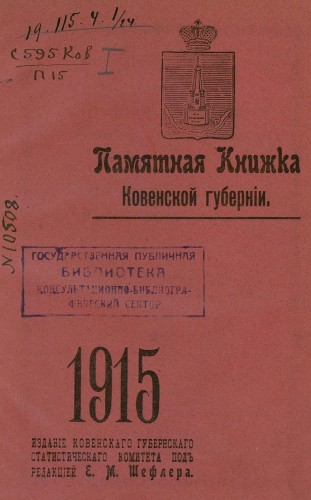 19.115.4.1/24
С595 Ков
П15
I
Памятная Книжка
Ковенской губерніи.
N10508.
ГОСУДАРСТВЕННАЯ ПУБЛИЧНАЯ
БИБЛИОТЕКА
КОНСУЛЬТАЦИОННО-БИБЛИОГРА-
ФИЧЕСКИЙ СЕКТОР.
1915
ИЗДАНІЕ КОВЕНСКАГО ГУБЕРНСКАГО
СТАТИСТИЧЕСКАГО КОМИТЕТА ПОДЪ
РЕДАКЦІЕЙ Е. М. Шефлера.